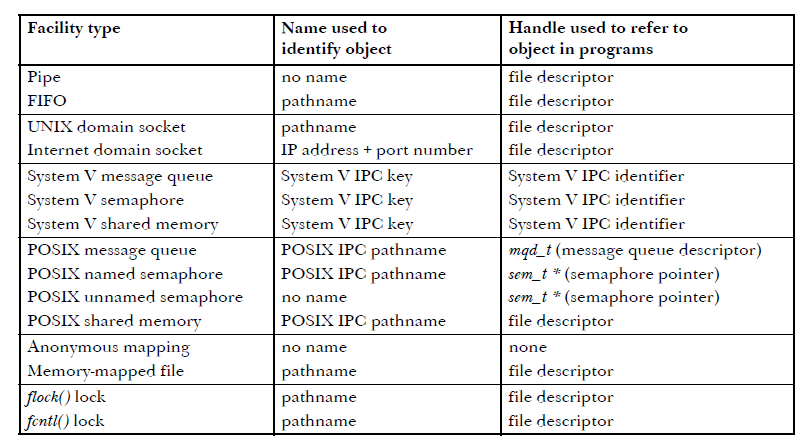 Facility type Name used to identify object Handle used to refer to object in programs
Pipe no name file descriptor
FIFO pathname file descriptor
UNIX domain socket pathname file descriptor
Internet domain socket IP address + port number file descriptor
System V message queue System V IPC key System V IPC identifier
System V semaphore System V IPC key System V IPC identifier
System V shared memory System V IPC key System V IPC identifier
POSIX message queue POSIX IPC pathname mqd_t (message queue descriptor)
POSIX named semaphore POSIX IPC pathname sem_t * (semaphore pointer)
POSIX unnamed semaphore no name sem_t * (semaphore pointer)
POSIX shared memory POSIX IPC pathname file descriptor
Anonymous mapping no name none
Memory-mapped file pathname file descriptor
flock() lock pathname file descriptor
fcntl() lock pathname file descriptor